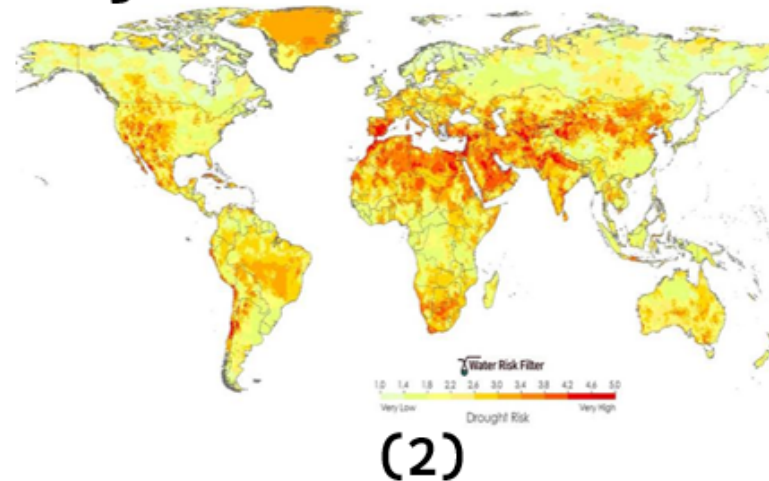 Water Risk Filter
1.0 1.4 1.8 2.2 2.6 3.0 3.4 3.8 4.2 4.6 5.0
Very Low Very High
Drought Risk
(2)